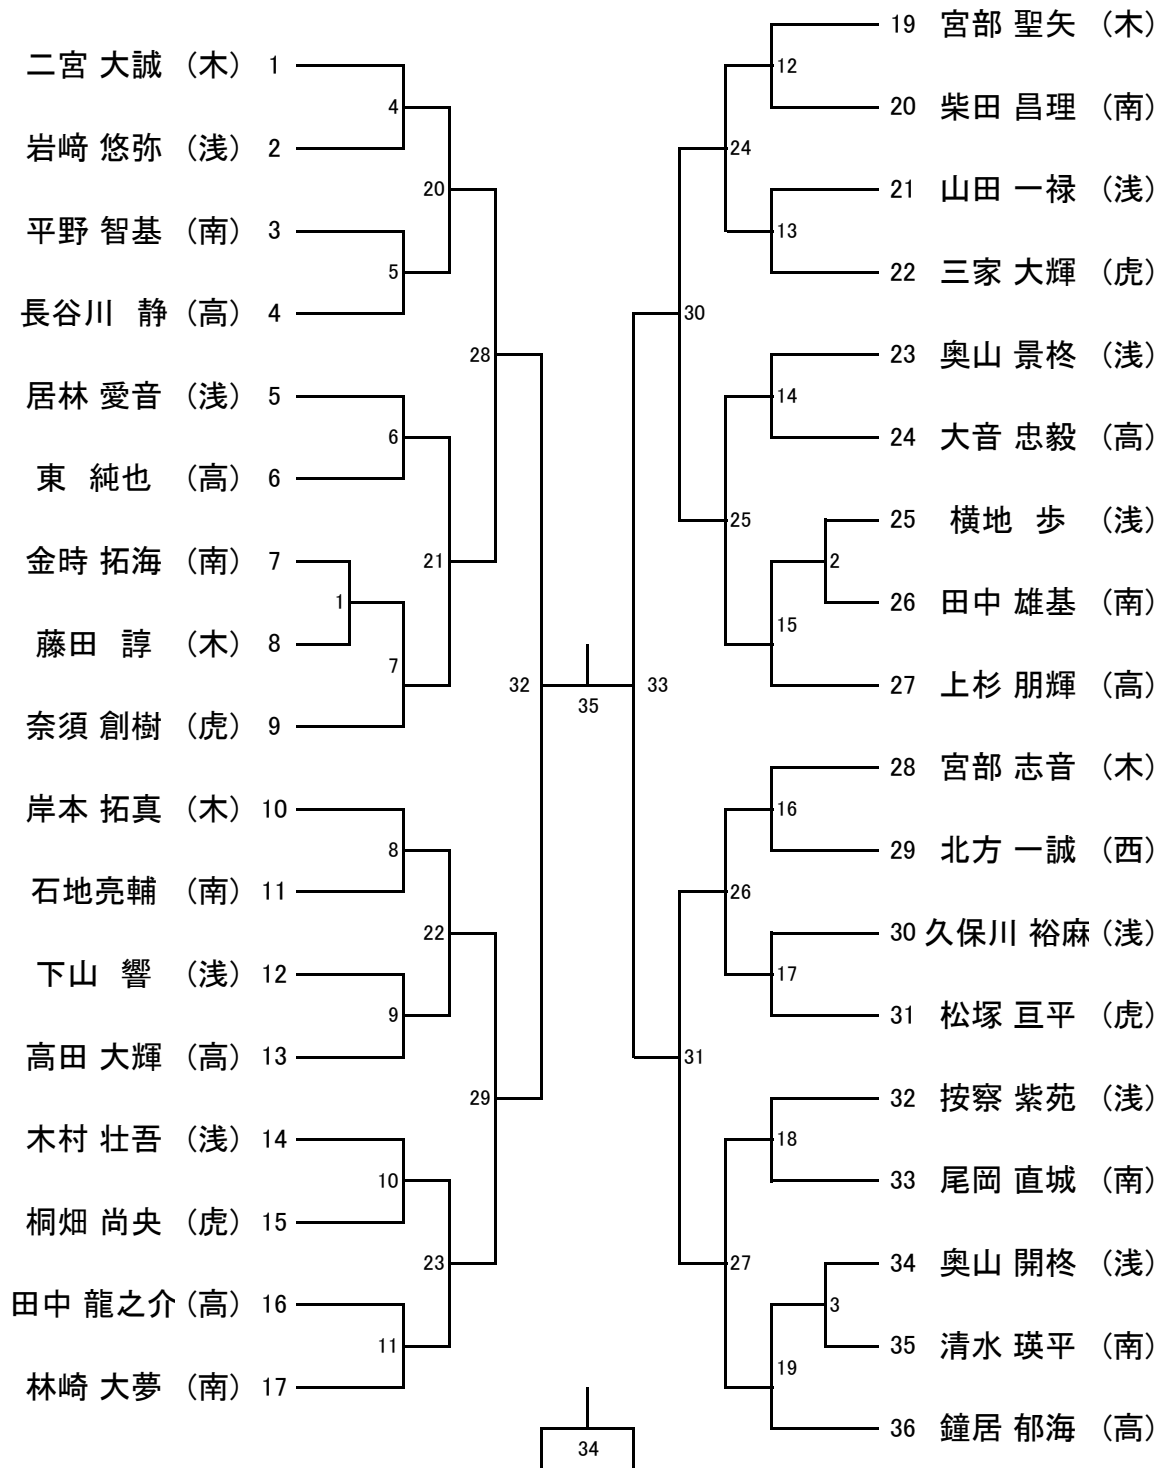 二宮 大誠 (木) 1
岩﨑 悠弥 (浅) 2
平野 智基 (南) 3
長谷川 静 (高) 4
居林 愛音 (浅) 5
東 純也 (高) 6
金時 拓海 (南) 7
藤田 諄 (木) 8
奈須 創樹 (虎) 9
岸本 拓真 (木) 10
石地亮輔 (南) 11
下山 響 (浅) 12
高田 大輝 (高) 13
木村 壮吾 (浅) 14
桐畑 尚央 (虎) 15
田中 龍之介 (高) 16
林崎 大夢 (南) 17
4
5
6
1
7
8
9
10
11
20
21
22
23
28
29
32
35
33
34
30
31
24
25
26
27
12
13
14
2
15
16
17
18
3
19
19 宮部 聖矢 (木)
20 柴田 昌理 (南)
21 山田 一禄 (浅)
22 三家 大輝 (虎)
23 奥山 景柊 (浅)
24 大音 忠毅 (高)
25 横地 歩 (浅)
26 田中 雄基 (南)
27 上杉 朋輝 (高)
28 宮部 志音 (木)
29 北方 一誠 (西)
30 久保川 裕麻 (浅)
31 松塚 亘平 (虎)
32 按察 紫苑 (浅)
33 尾岡 直城 (南)
34 奥山 開柊 (浅)
35 清水 瑛平 (南)
36 鐘居 郁海 (高)